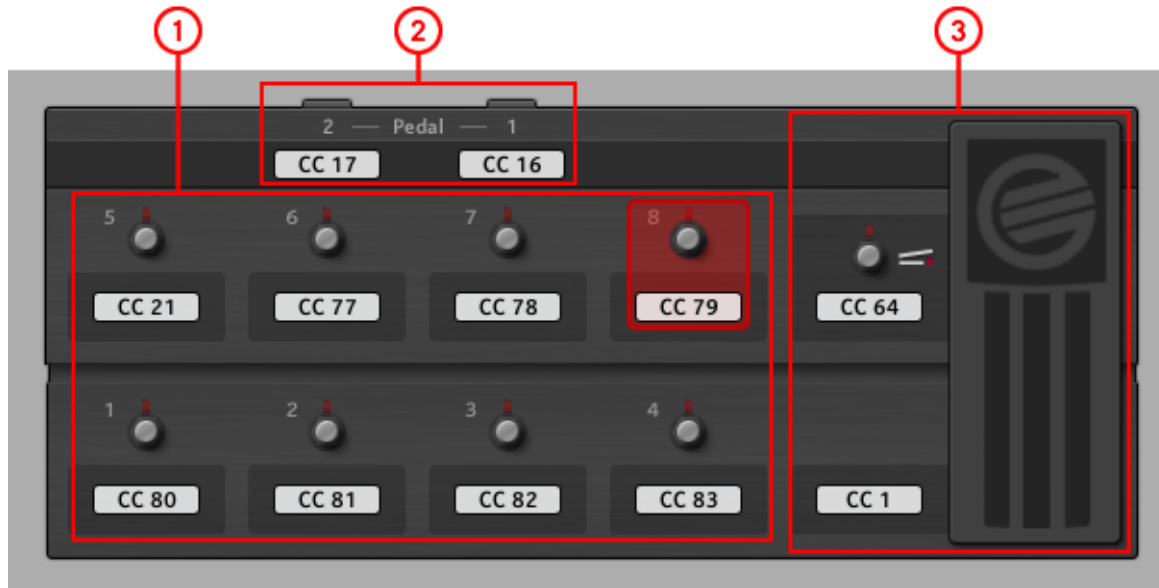 1 2 3
2 — Pedal — 1
CC 17 CC 16
5 6 7 8
CC 21 CC 77 CC 78 CC 79 CC 64
1 2 3 4
CC 80 CC 81 CC 82 CC 83 CC 1